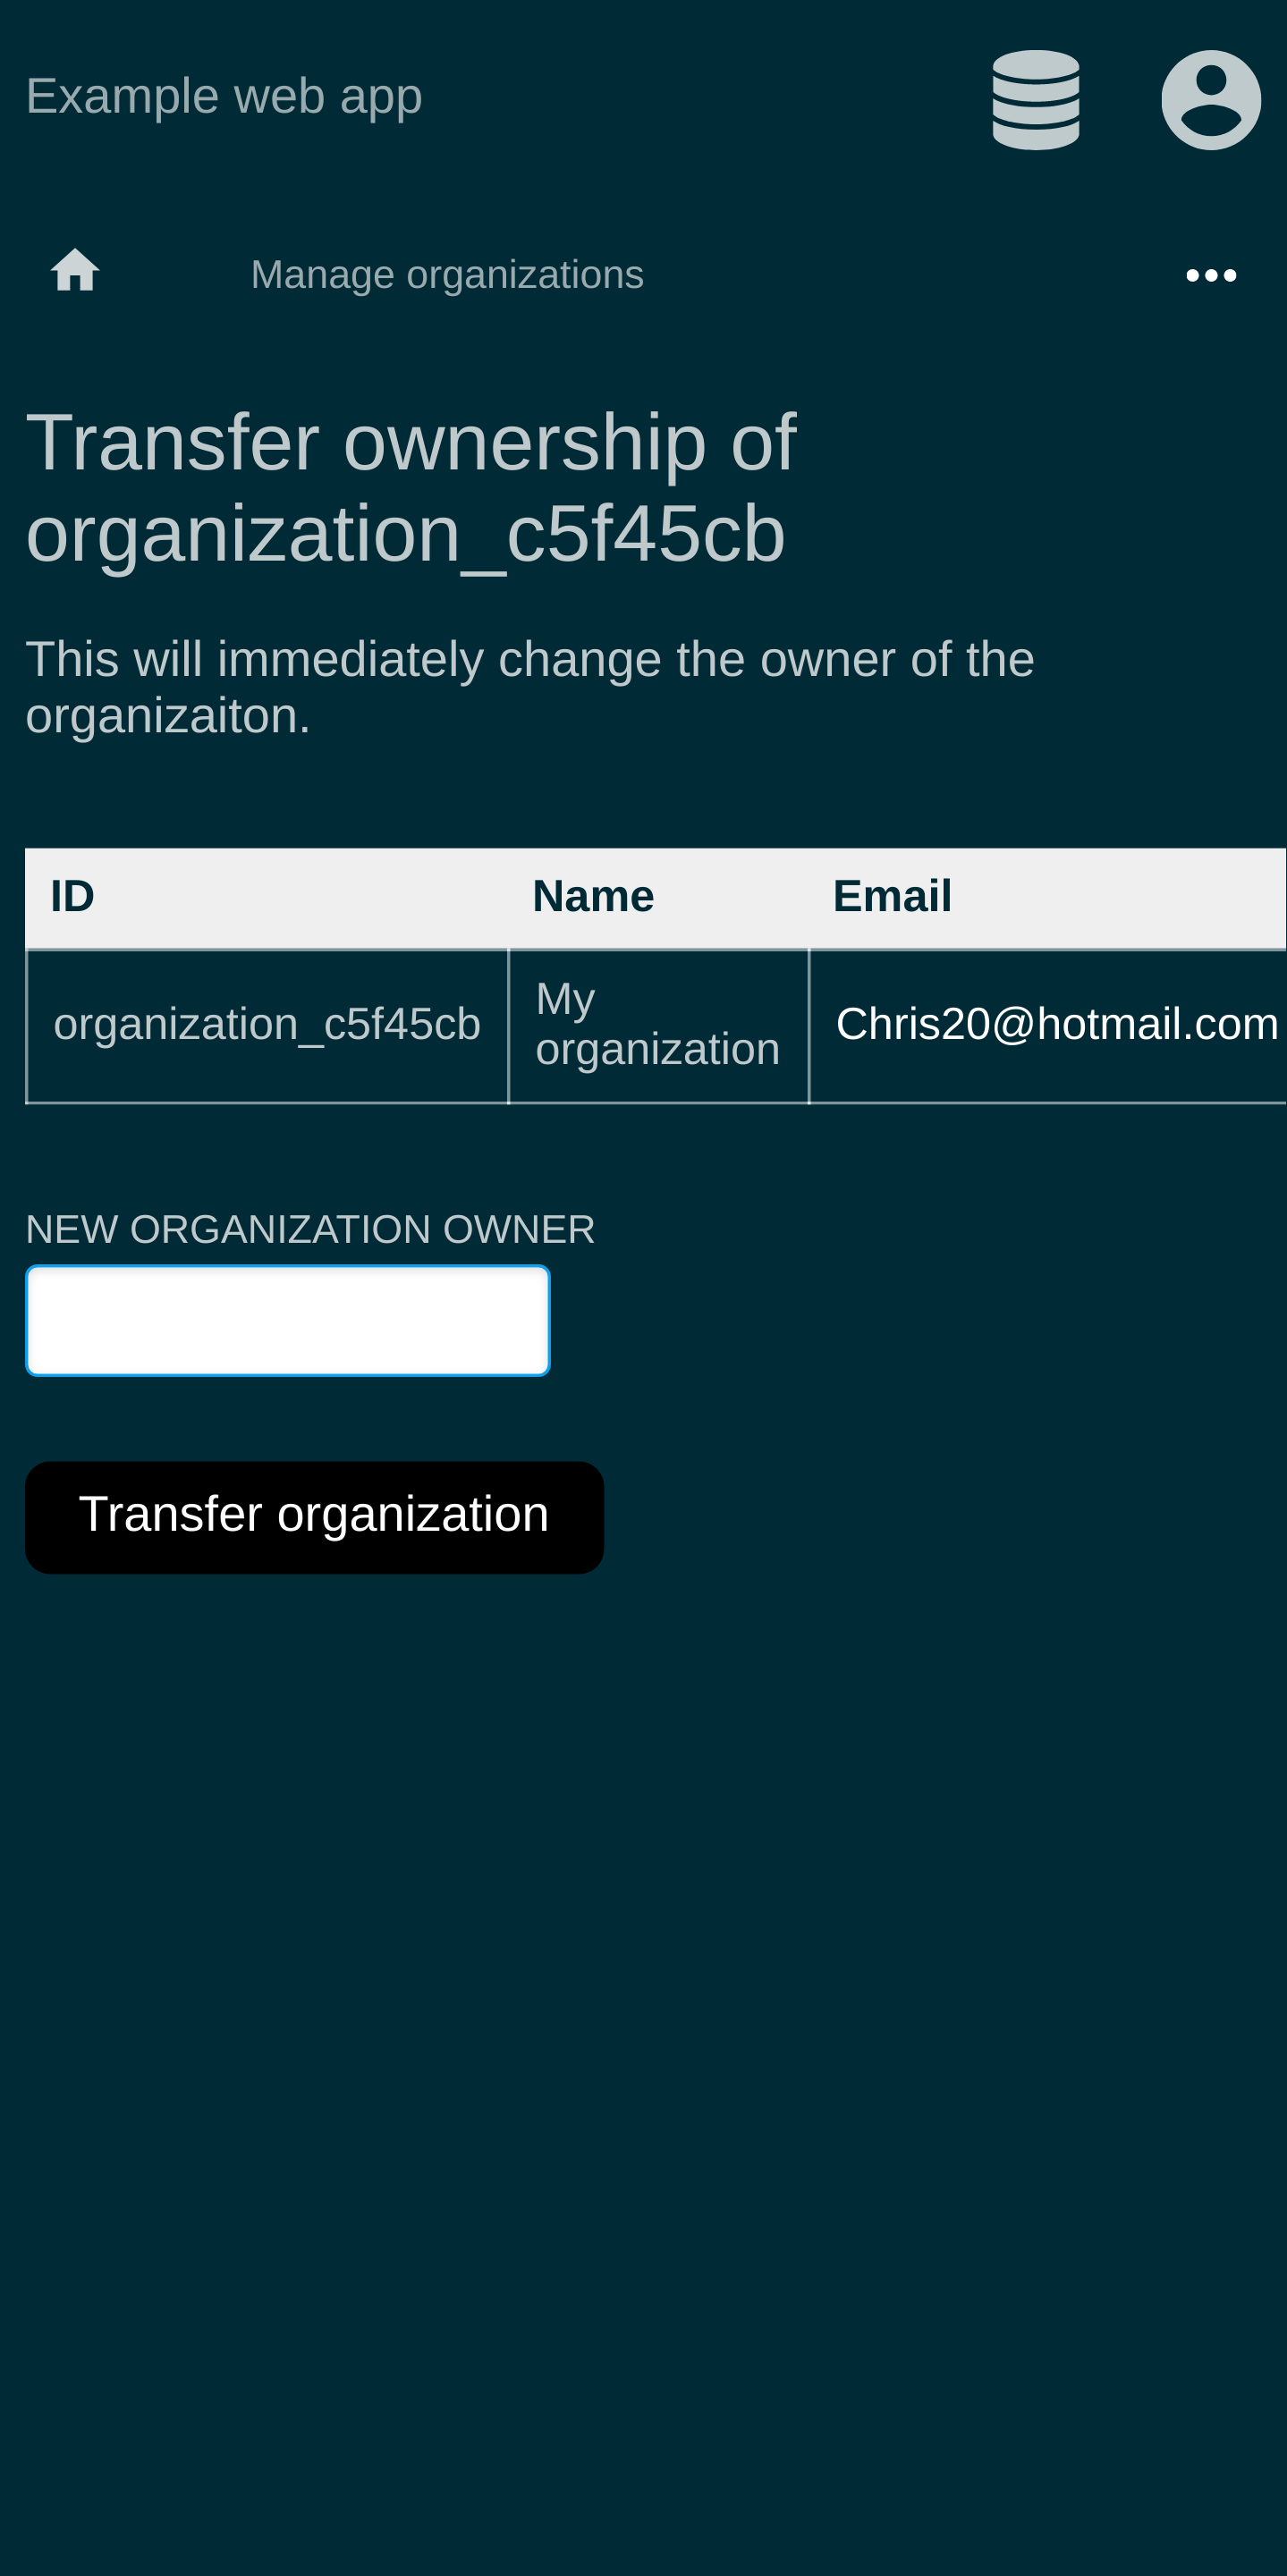 Example web app
Manage organizations
Transfer ownership of
organization_c5f45cb
This will immediately change the owner of the
organizaiton.
ID Name Email
organization_c5f45cb My organization Chris20@hotmail.com
NEW ORGANIZATION OWNER
Transfer organization